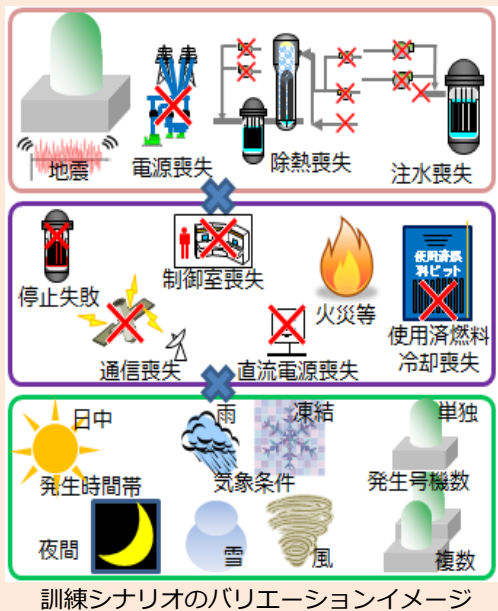 地震
電源喪失
除熱喪失
注水喪失
停止失敗
制御室喪失
火災等
使用済燃
料ピット
使用済燃料
冷却喪失
通信喪失
直流電源喪失
日中
雨
凍結
単独
発生時間帯
気象条件
発生号機数
夜間
雪
風
複数
訓練シナリオのバリエーションイメージ